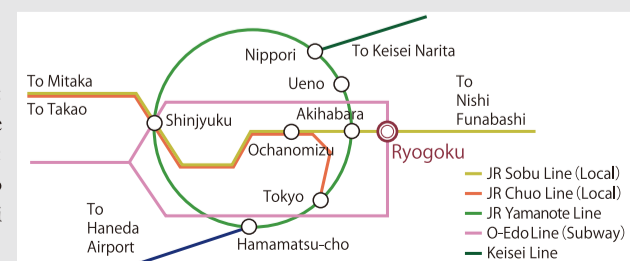 Nippori
To Keisei Narita
Ueno
To Mitaka
To Takao
To
Nishi
Funabashi
Akihabara
Shinjyuku
Ochanomizu
Ryogoku
Tokyo
To
Haneda
Airport
Hamamatsu-cho
JR Sobu Line (Local)
JR Chuo Line (Local)
JR Yamanote Line
O-Edo Line (Subway)
Keisei Line